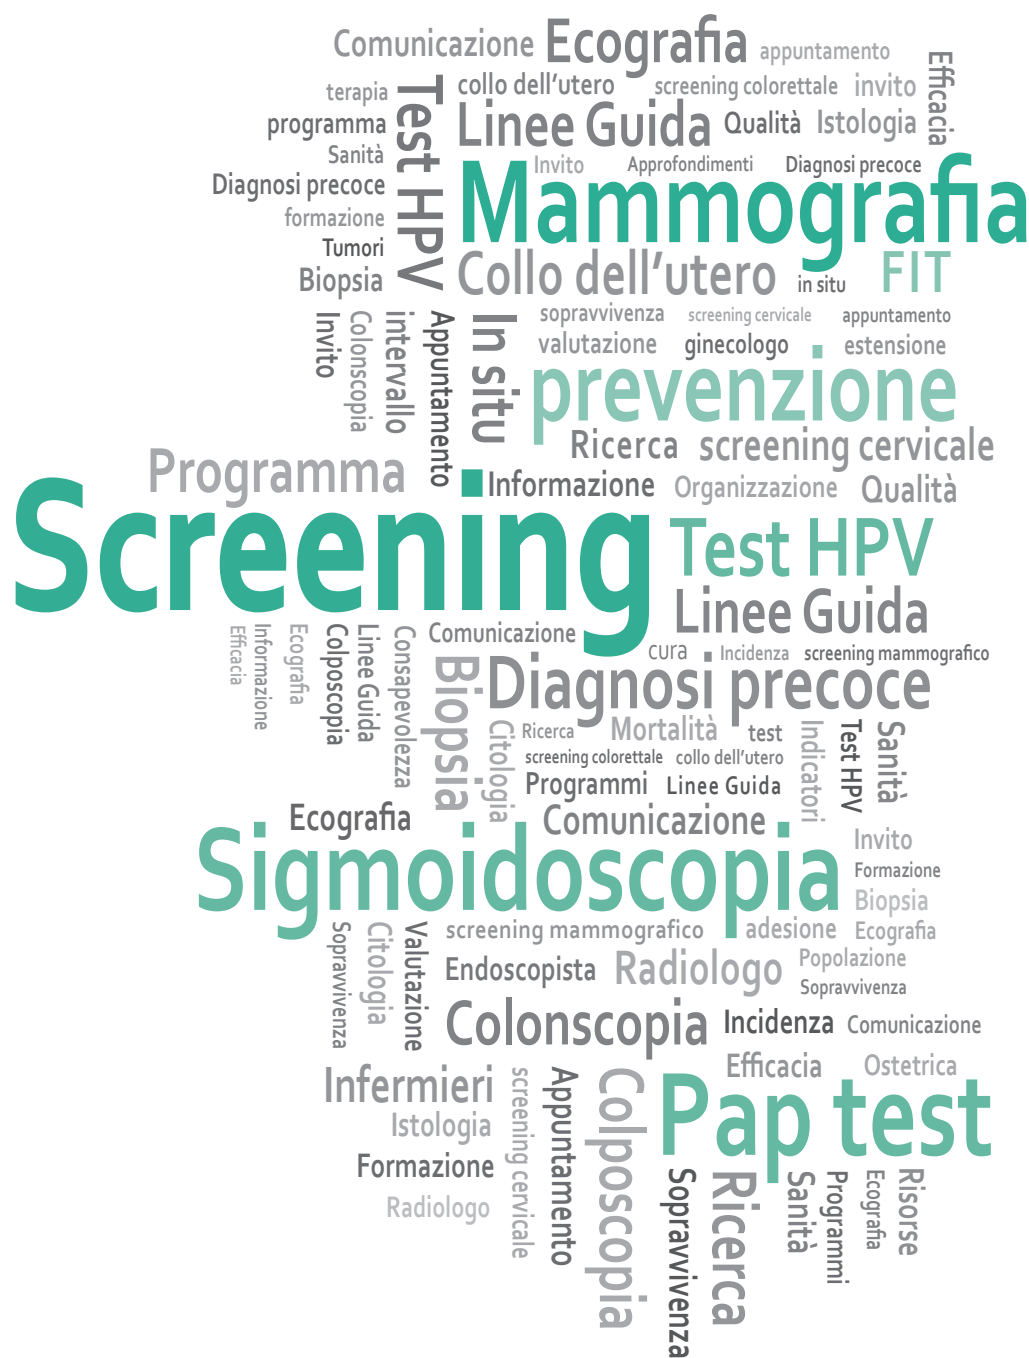 Comunicazione
Ecografia
appuntamento
Efficacia
terapia
Test HPV
collo dell'utero
screening colorettale
invito
programma
Linee Guida
Qualità
Istologia
Sanità
Invito
Approfondimenti
Diagnosi precoce
Diagnosi precoce
Mammografia
formazione
Tumori
Biopsia
Collo dell'utero
in situ
FIT
Invito
Colonscopia
intervallo
Appuntamento
In situ
sopravvivenza
screening cervicale
appuntamento
valutazione
ginecologo
estensione
prevenzione
Ricerca
screening cervicale
Programma
Informazione
Organizzazione
Qualità
Screening
Test HPV
Linee Guida
Efficacia
Informazione
Ecografia
Colposcopia
Linee Guida
Consapevolezza
Comunicazione
cura
Incidenza
screening mammografico
Biopsia
Diagnosi precoce
Citologia
Ricerca
Mortalità
test
Indicatori
Test HPV
Sanità
screening colorettale
collo dell'utero
Programmi
Linee Guida
Ecografia
Comunicazione
Sigmoidoscopia
Invito
Formazione
Biopsia
Ecografia
Sopravvivenza
Citologia
Valutazione
screening mammografico
adesione
Endoscopista
Radiologo
Popolazione
Sopravvivenza
Colonscopia
Incidenza
Comunicazione
Efficacia
Ostetrica
Infermieri
screening cervicale
Appuntamento
Colposcopia
Pap test
Istologia
Formazione
Radiologo
Sopravvivenza
Ricerca
Sanità
Programmi
Ecografia
Risorse